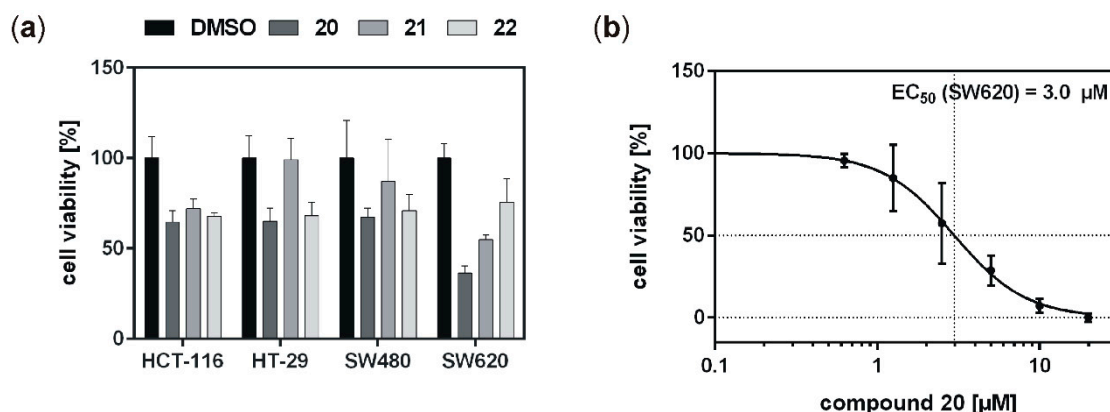 (a)
DMSO 20 21 22
150
100
50
0
cell viability [%]
HCT-116 HT-29 SW480 SW620
(b)
EC50 (SW620) = 3.0 µM
150
100
50
0
cell viability [%]
0.1 1 10
compound 20 [µM]